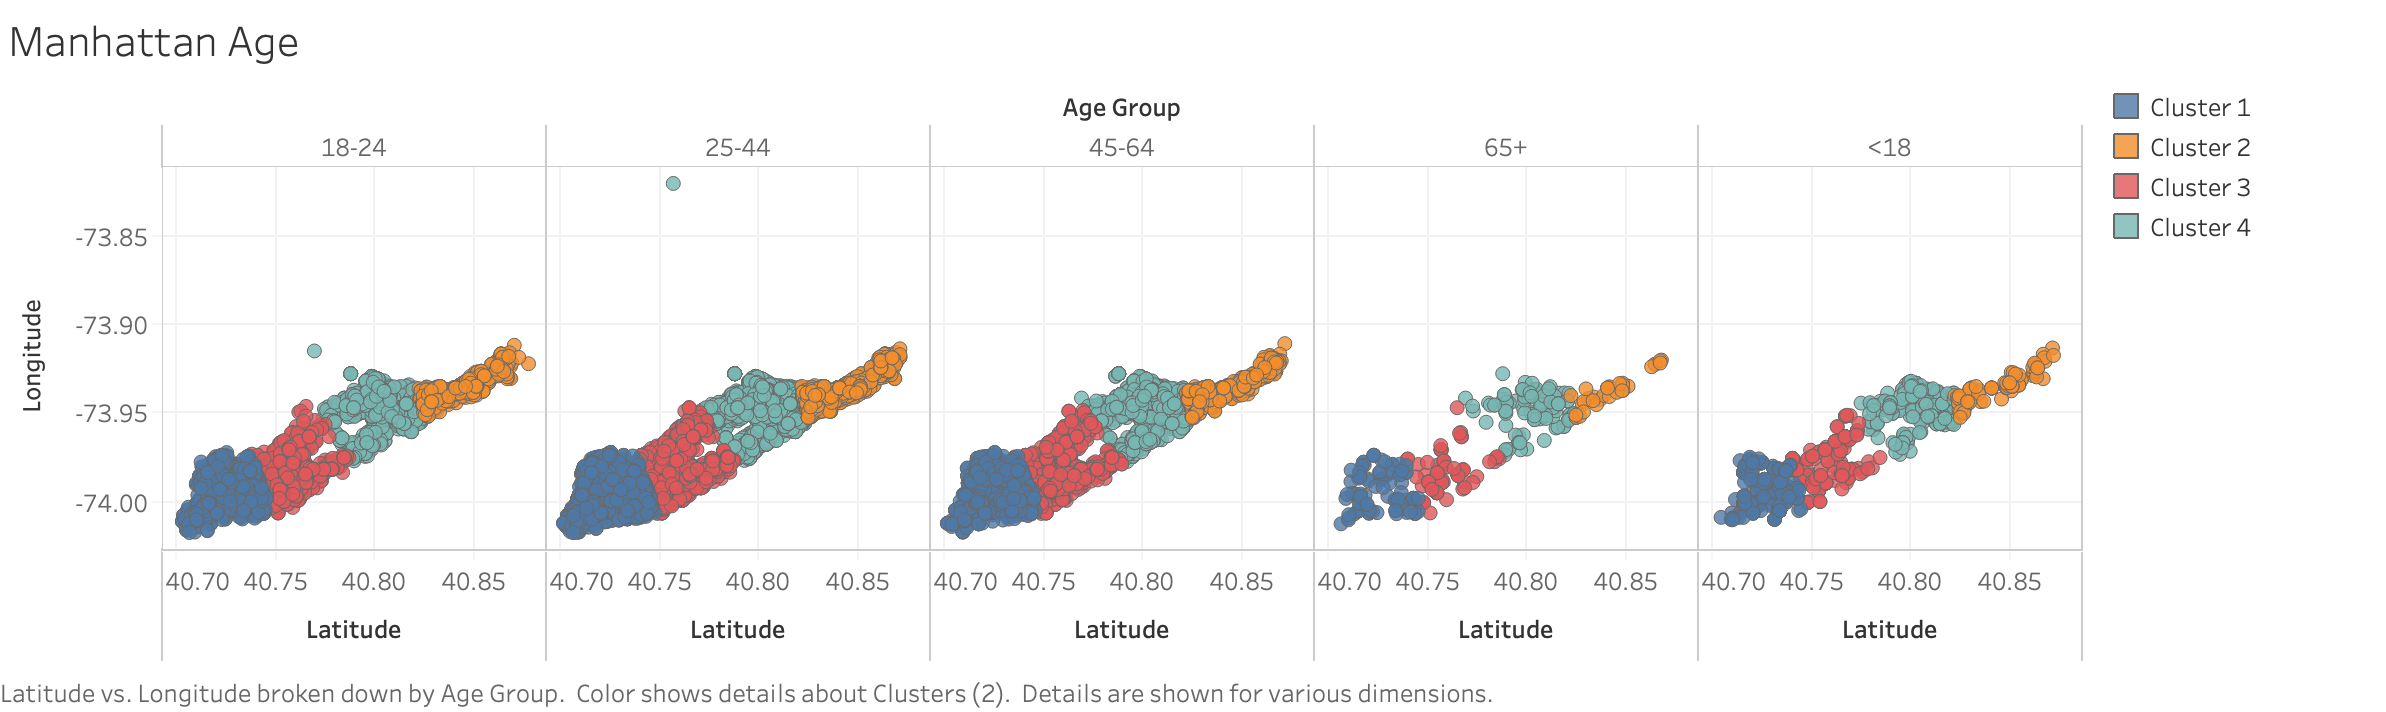 Manhattan Age
Age Group
18-24 25-44 45-64 65+ <18
Cluster 1
Cluster 2
Cluster 3
Cluster 4
Longitude
-73.85
-73.90
-73.95
-74.00
40.70 40.75 40.80 40.85 40.70 40.75 40.80 40.85 40.70 40.75 40.80 40.85 40.70 40.75 40.80 40.85 40.70 40.75 40.80 40.85
Latitude Latitude Latitude Latitude Latitude
Latitude vs. Longitude broken down by Age Group.  Color shows details about Clusters (2).  Details are shown for various dimensions.